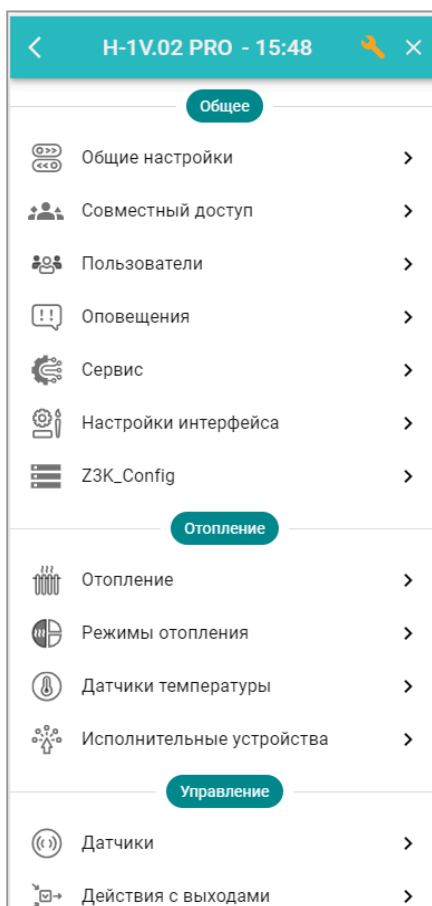 H-1V.02 PRO - 15:48
Общее
Общие настройки
Совместный доступ
Пользователи
Оповещения
Сервис
Настройки интерфейса
Z3K_Config
Отопление
Отопление
Режимы отопления
Датчики температуры
Исполнительные устройства
Управление
Датчики
Действия с выходами